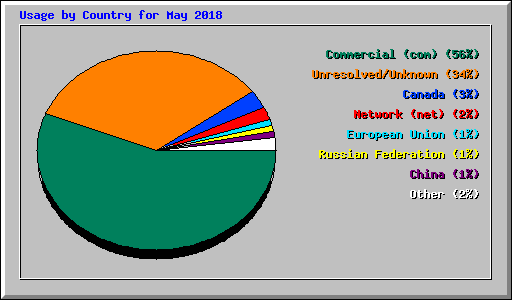 Usage by Country for May 2018
Commercial (com) (56%)
Unresolved/Unknown (34%)
Canada (3%)
Network (net) (2%)
European Union (1%)
Russian Federation (1%)
China (1%)
Other (2%)